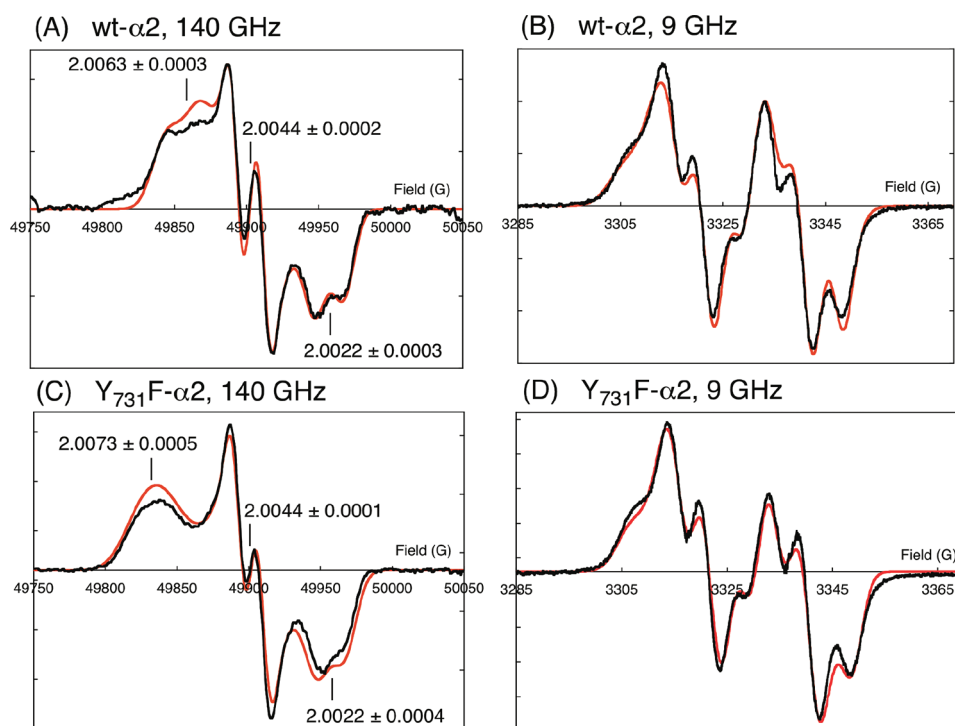 (A) wt-α2, 140 GHz
2.0063 ± 0.0003
2.0044 ± 0.0002
Field (G)
49750 49800 49850 49900 49950 50000 50050
2.0022 ± 0.0003
(B) wt-α2, 9 GHz
Field (G)
3285 3305 3325 3345 3365
(C) Y731F-α2, 140 GHz
2.0073 ± 0.0005
2.0044 ± 0.0001
Field (G)
49750 49800 49850 49900 49950 50000 50050
2.0022 ± 0.0004
(D) Y731F-α2, 9 GHz
Field (G)
3285 3305 3325 3345 3365